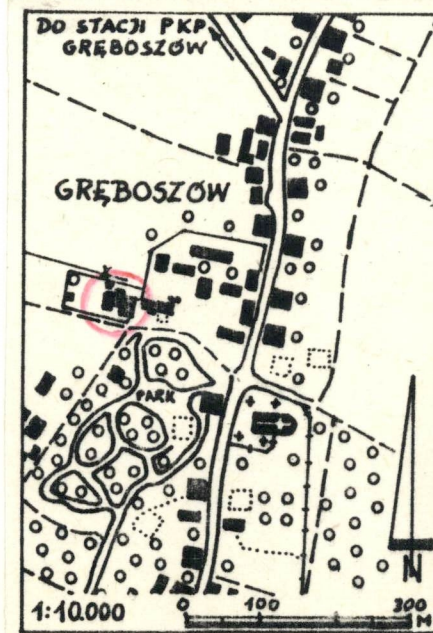 DO STACJI PKP
GRĘBOSZÓW
GRĘBOSZÓW
PARK
N
1:10.000
0 100 300
M